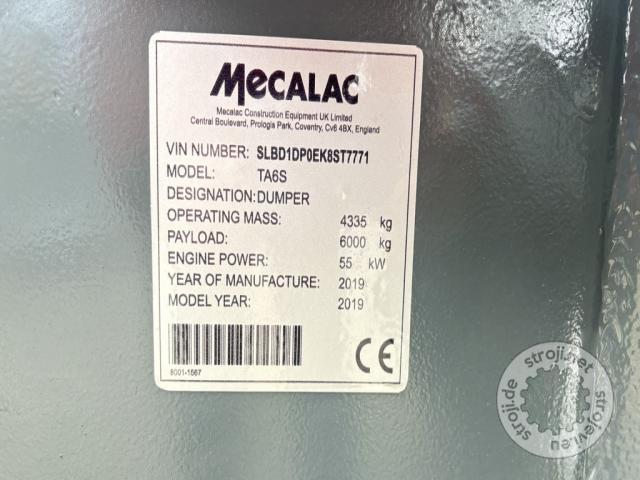 MECALAC
Mecalac Construction Equipment UK Limited
Central Boulevard, Prologis Park, Coventry, Cv6 4BX, England
VIN NUMBER: SLBD1DP0EK8ST7771
MODEL: TA6S
DESIGNATION: DUMPER
OPERATING MASS: 4335 kg
PAYLOAD: 6000 kg
ENGINE POWER: 55 kW
YEAR OF MANUFACTURE: 2019
MODEL YEAR: 2019
8001-1567
CE
stroji.de
stroji.net
strojevi.eu